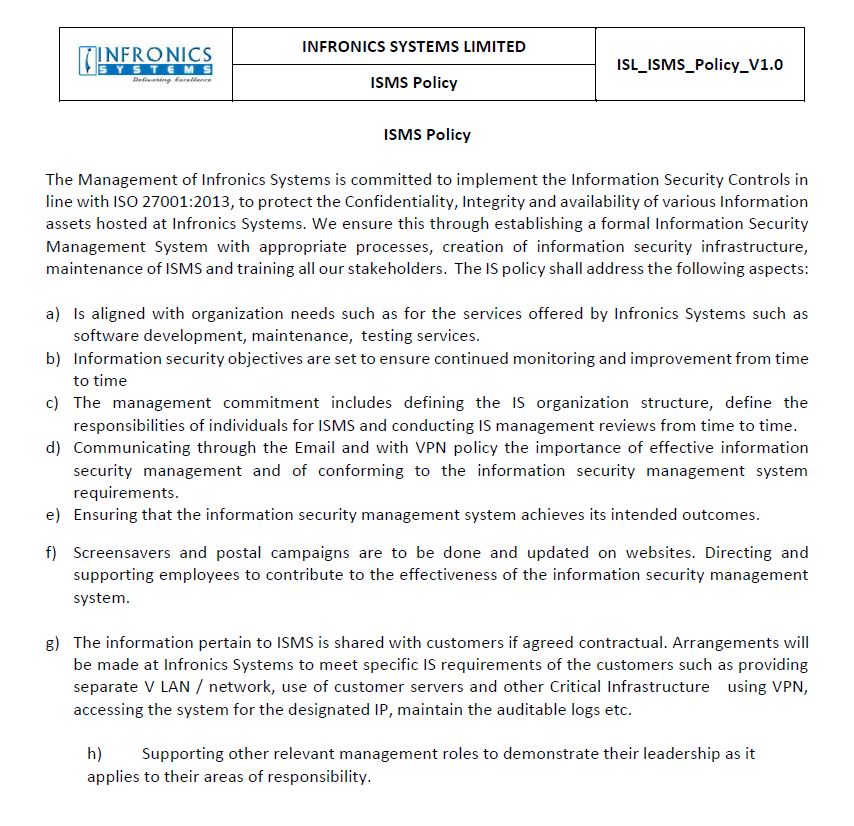 INFRONICS
SYSTEMS
Delivering Excellence
INFRONICS SYSTEMS LIMITED
ISMS Policy
ISL_ISMS_Policy_V1.0
ISMS Policy
The Management of Infronics Systems is committed to implement the Information Security Controls in
line with ISO 27001:2013, to protect the Confidentiality, Integrity and availability of various Information
assets hosted at Infronics Systems. We ensure this through establishing a formal Information Security
Management System with appropriate processes, creation of information security infrastructure,
maintenance of ISMS and training all our stakeholders. The IS policy shall address the following aspects:
a) Is aligned with organization needs such as for the services offered by Infronics Systems such as
software development, maintenance, testing services.
b) Information security objectives are set to ensure continued monitoring and improvement from time
to time
c) The management commitment includes defining the IS organization structure, define the
responsibilities of individuals for ISMS and conducting IS management reviews from time to time.
d) Communicating through the Email and with VPN policy the importance of effective information
security management and of conforming to the information security management system
requirements.
e) Ensuring that the information security management system achieves its intended outcomes.
f) Screensavers and postal campaigns are to be done and updated on websites. Directing and
supporting employees to contribute to the effectiveness of the information security management
system.
g) The information pertain to ISMS is shared with customers if agreed contractual. Arrangements will
be made at Infronics Systems to meet specific IS requirements of the customers such as providing
separate V LAN / network, use of customer servers and other Critical Infrastructure using VPN,
accessing the system for the designated IP, maintain the auditable logs etc.
h) Supporting other relevant management roles to demonstrate their leadership as it
applies to their areas of responsibility.